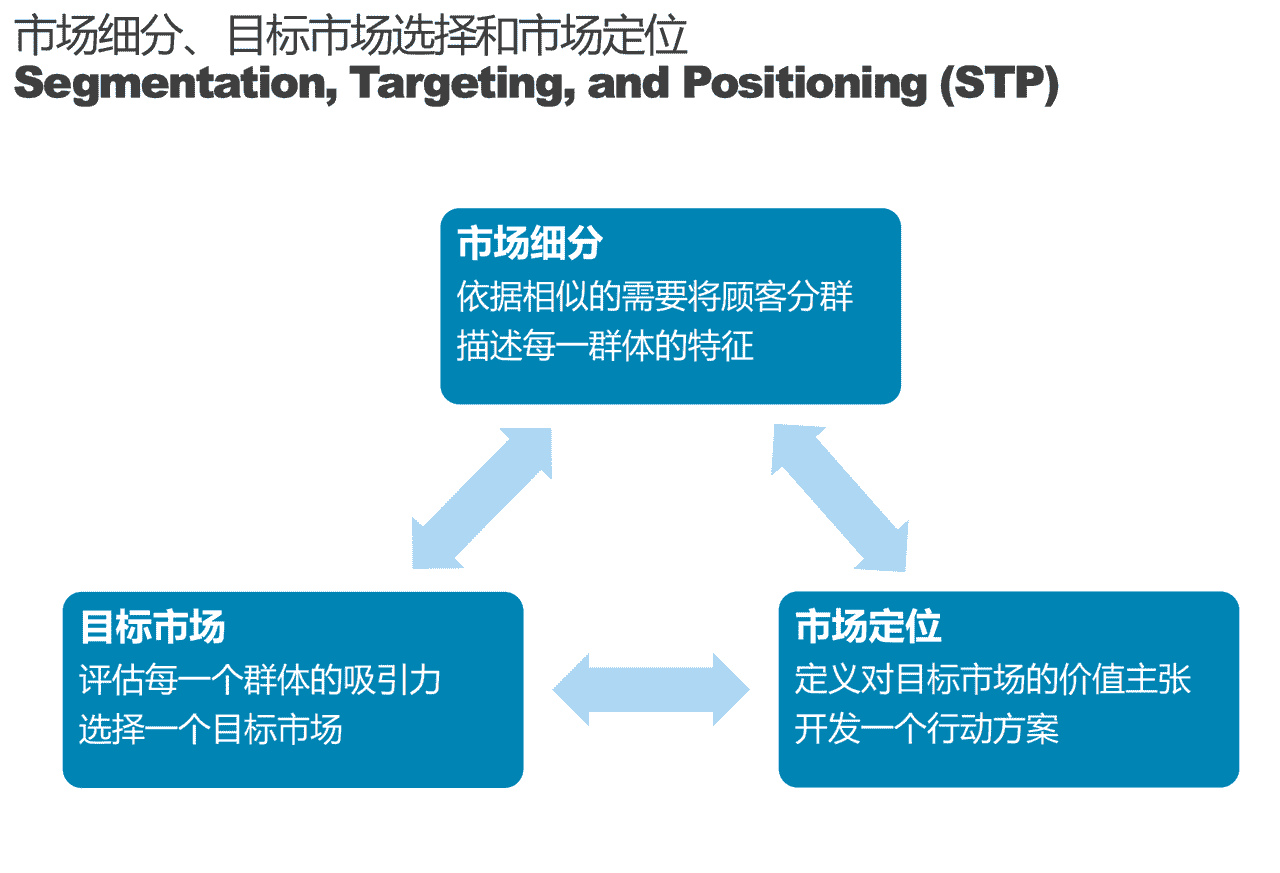 市场细分、目标市场选择和市场定位
Segmentation, Targeting, and Positioning (STP)
市场细分
依据相似的需要将顾客分群
描述每一群体的特征
目标市场
评估每一个群体的吸引力
选择一个目标市场
市场定位
定义对目标市场的价值主张
开发一个行动方案